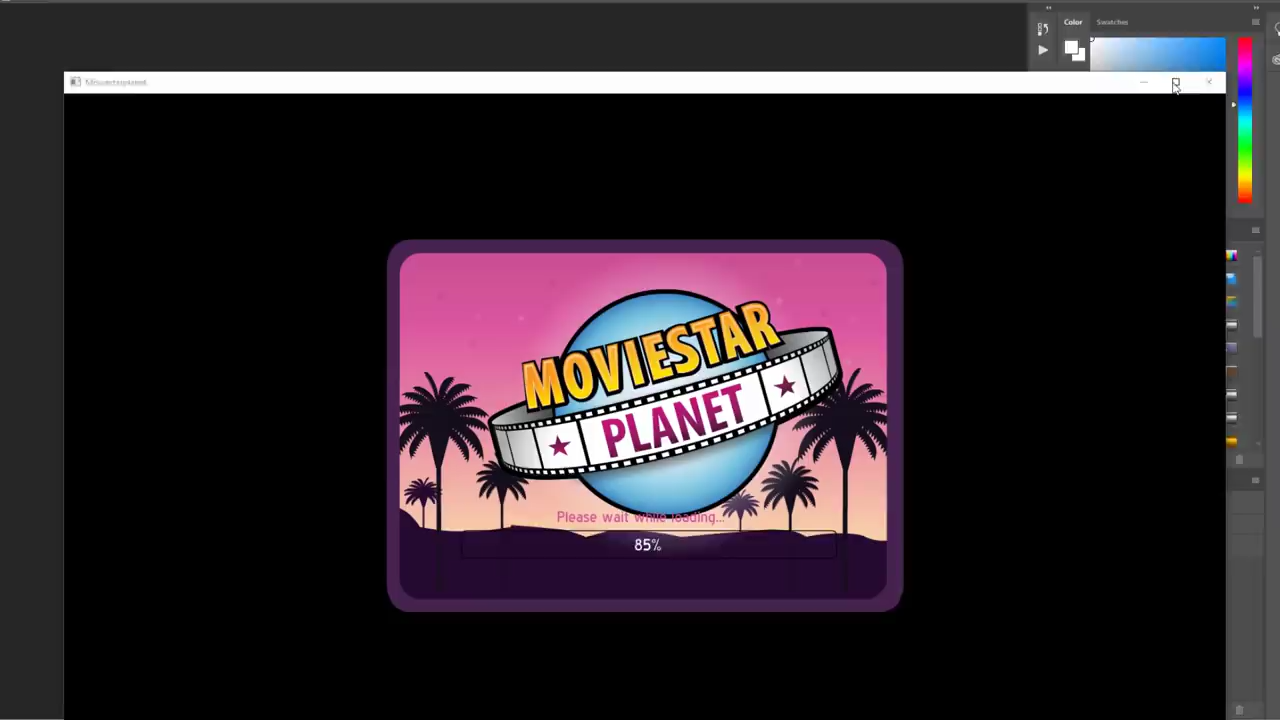 Color
Swatches
MOVIESTAR
PLANET
Please wait while loading...
85%